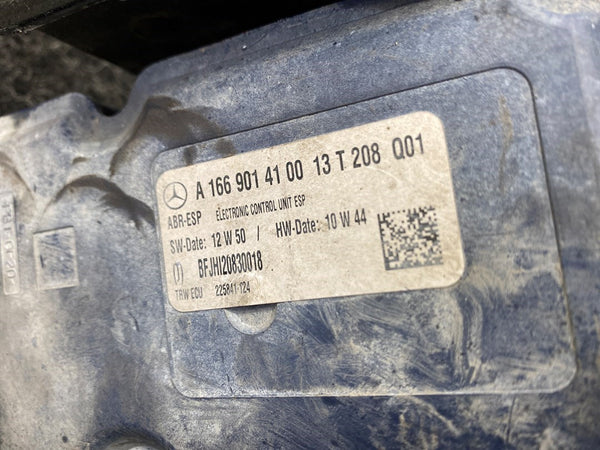 A 166 901 41 00 13 T 208 Q01
ABR-ESP ELECTRONIC CONTROL UNIT ESP
SW-Date: 12 W 50 / HW-Date: 10 W 44
BFJHI20830018
TRW ECU 225841-124